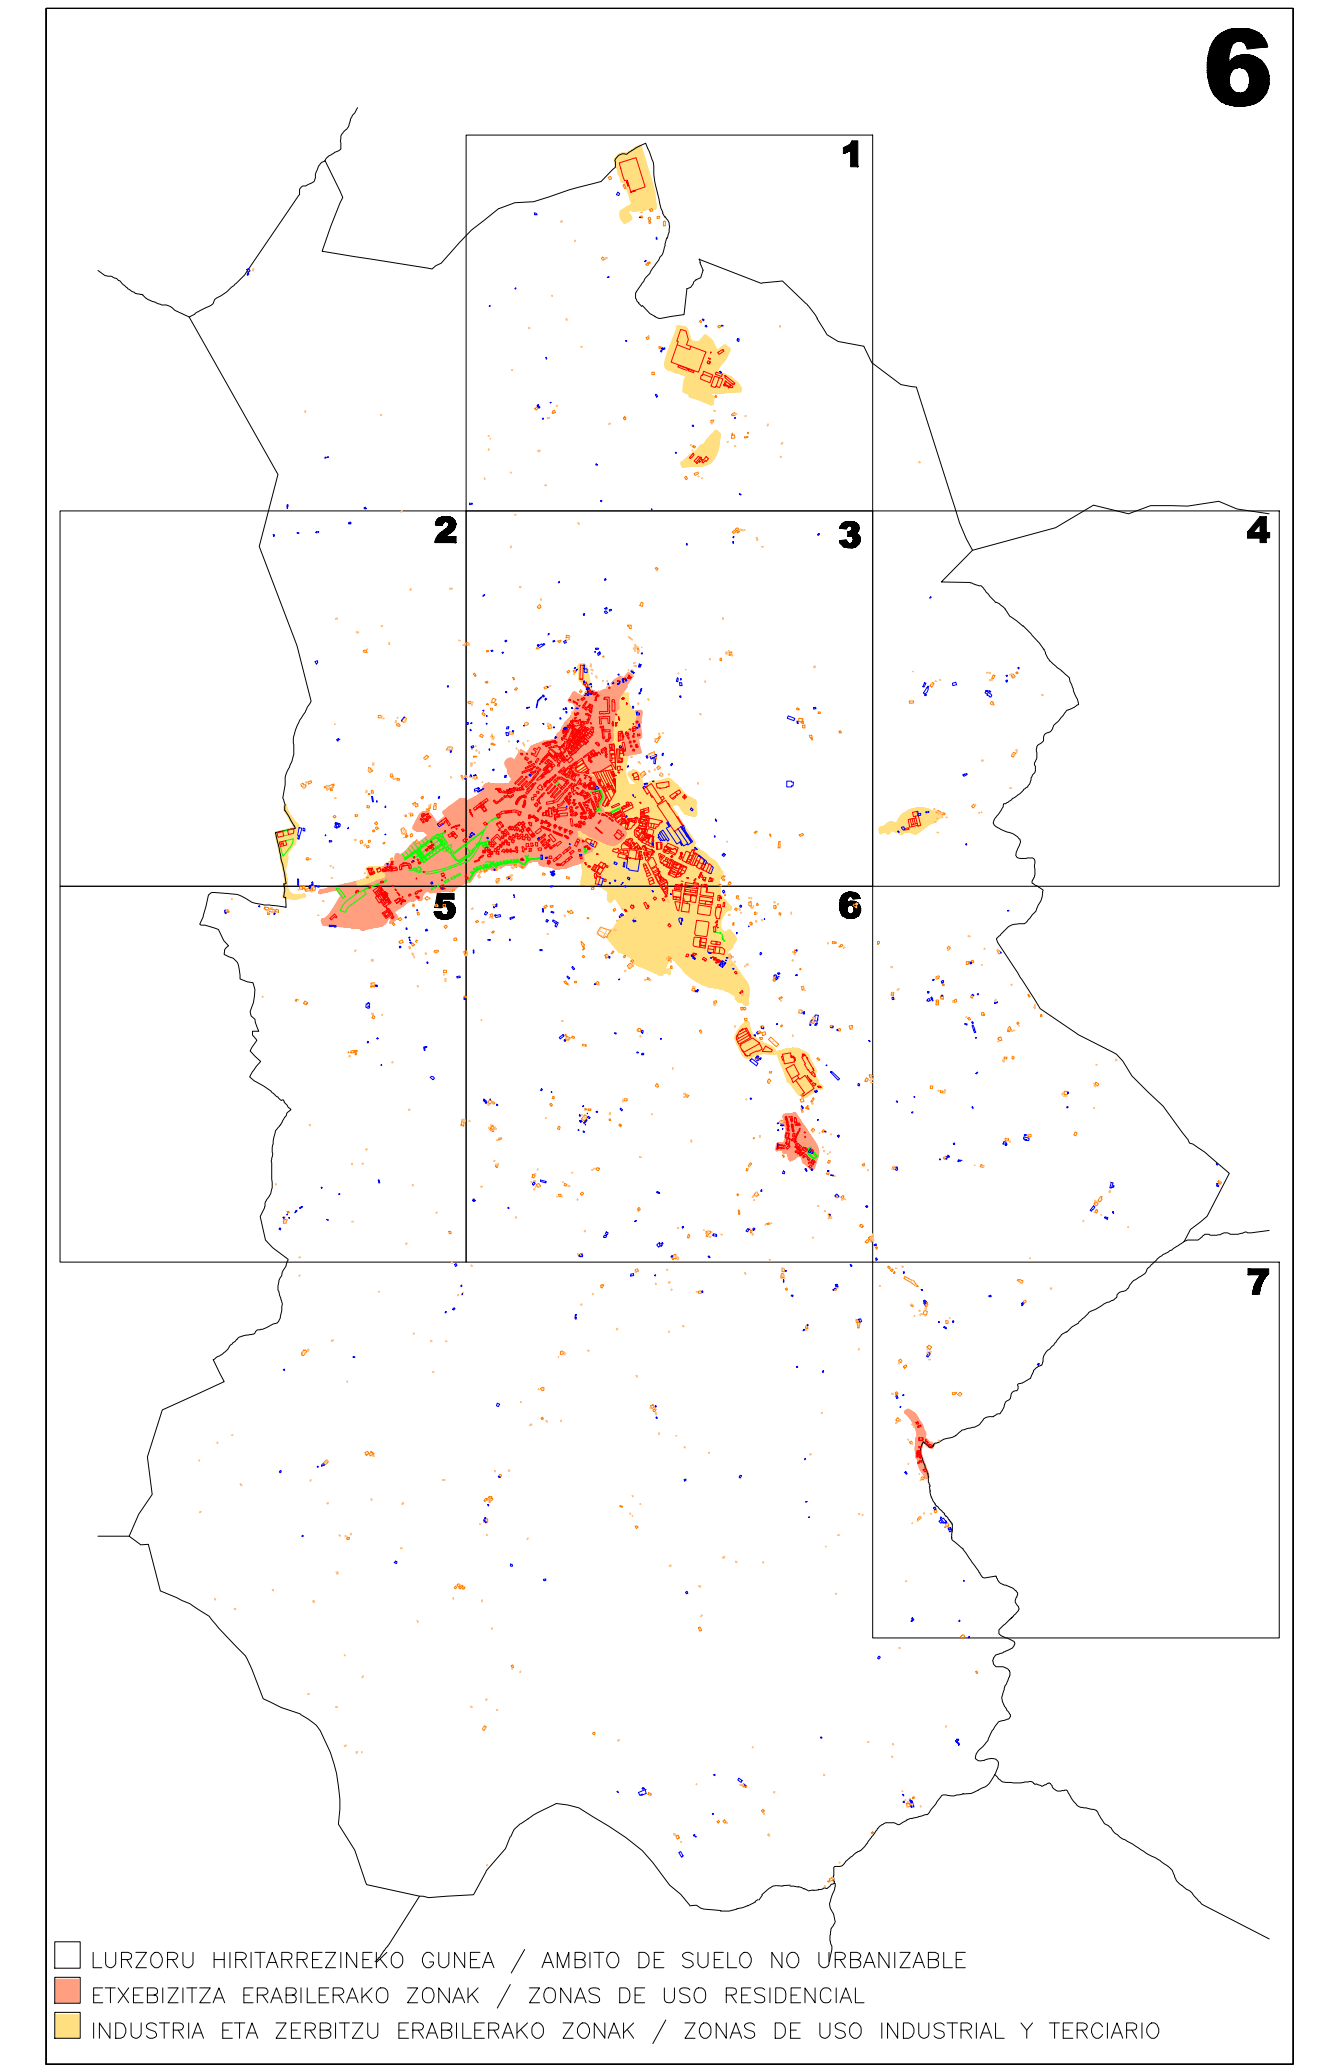 6
1
2
3
4
5
6
7
LURZORU HIRITARREZINEKO GUNEA / AMBITO DE SUELO NO URBANIZABLE
ETXEBIZITZA ERABILERAKO ZONAK / ZONAS DE USO RESIDENCIAL
INDUSTRIA ETA ZERBITZU ERABILERAKO ZONAK / ZONAS DE USO INDUSTRIAL Y TERCIARIO